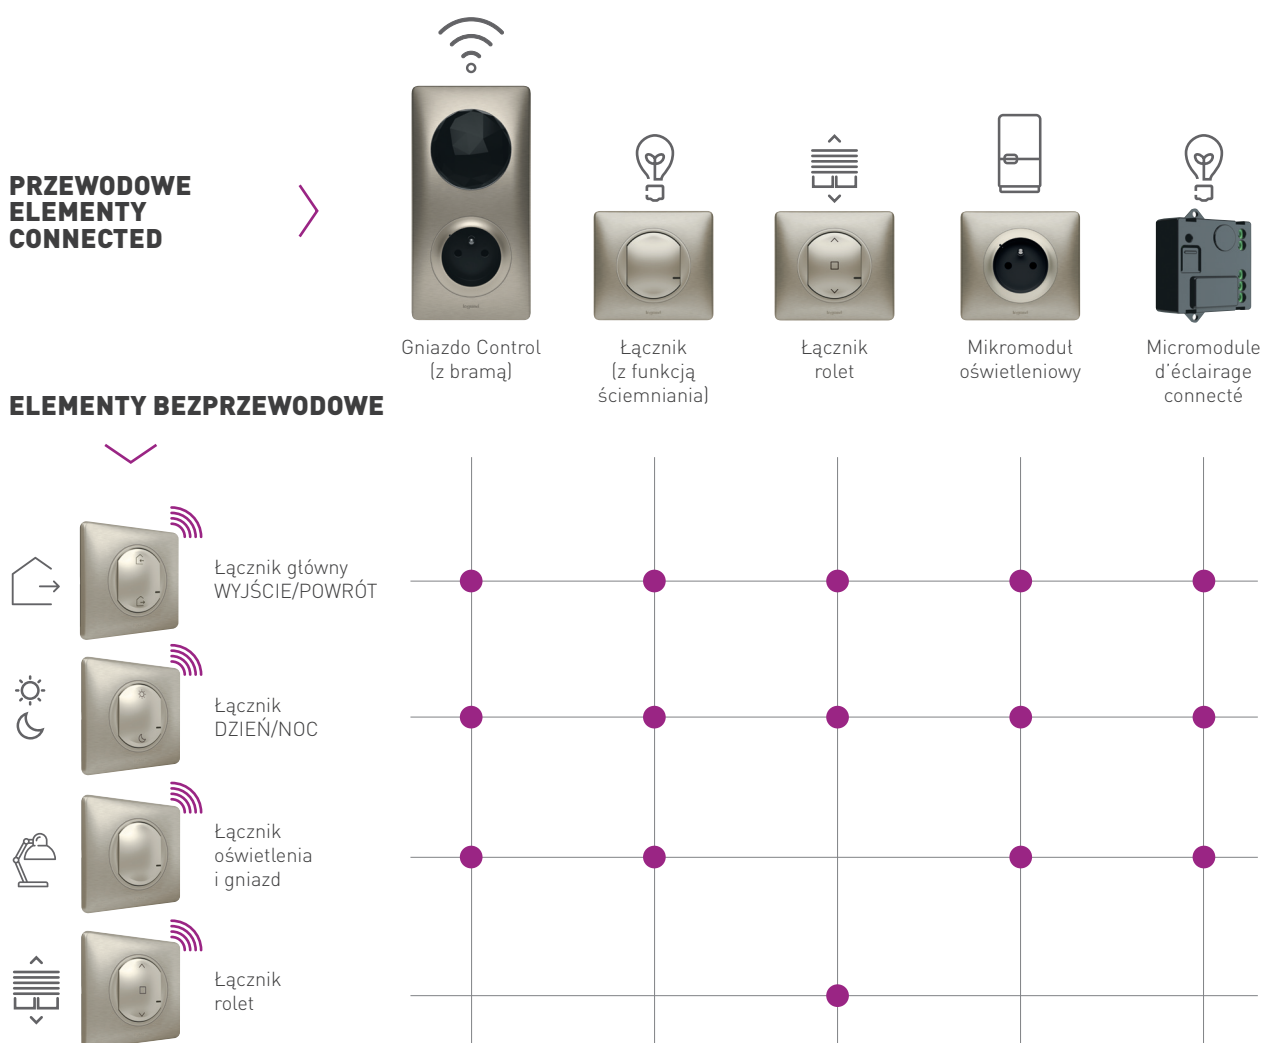 PRZEWODOWE
ELEMENTY
CONNECTED
Gniazdo Control
(z bramą)
Łącznik
(z funkcją
ściemniania)
Łącznik
rolet
Mikromoduł
oświetleniowy
Micromodule
d'éclairage
connecté
ELEMENTY BEZPRZEWODOWE
Łącznik główny
WYJŚCIE/POWRÓT
Łącznik
DZIEŃ/NOC
Łącznik
oświetlenia
i gniazd
Łącznik
rolet